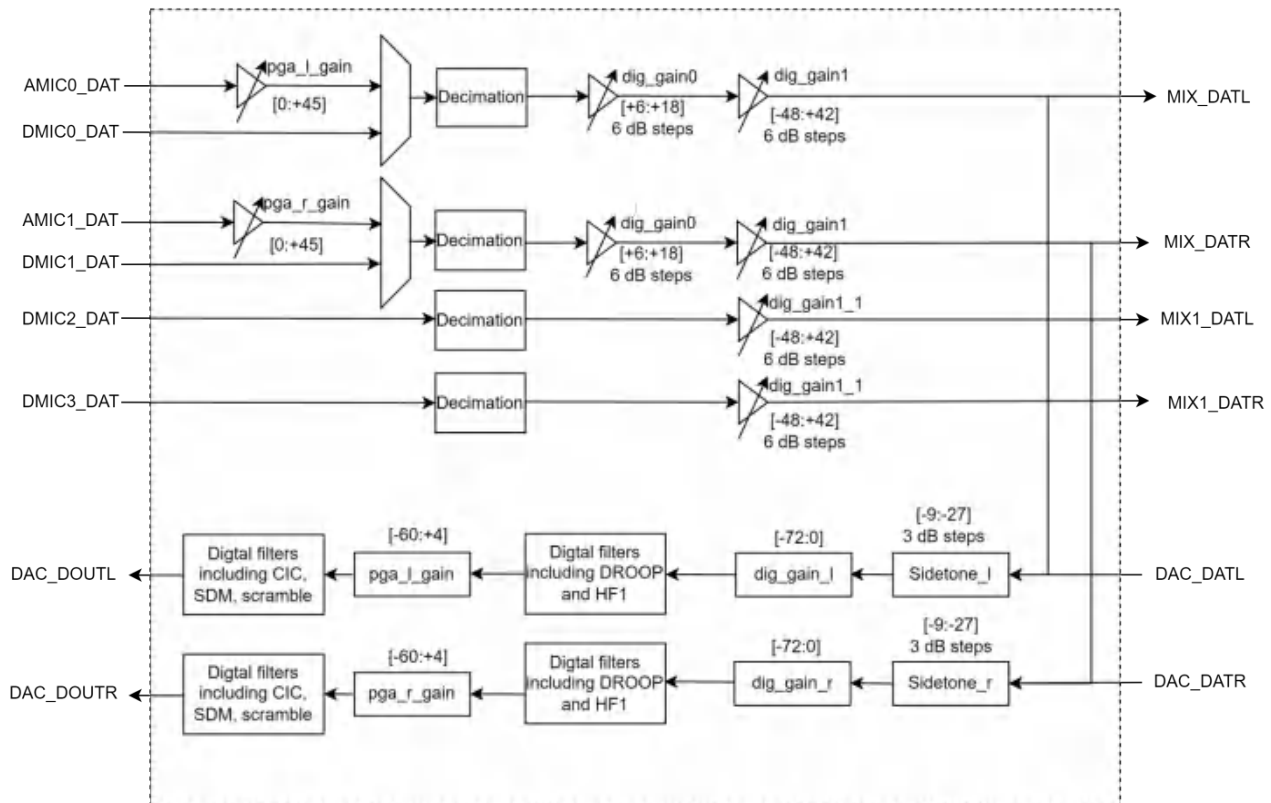 AMIC0_DAT
pga_l_gain
[0:+45]
DMIC0_DAT
Decimation
dig_gain0
[+6:+18]
6 dB steps
dig_gain1
[-48:+42]
6 dB steps
MIX_DATL
AMIC1_DAT
pga_r_gain
[0:+45]
DMIC1_DAT
Decimation
dig_gain0
[+6:+18]
6 dB steps
dig_gain1
[-48:+42]
6 dB steps
MIX_DATR
DMIC2_DAT
Decimation
dig_gain1_1
[-48:+42]
6 dB steps
MIX1_DATL
DMIC3_DAT
Decimation
dig_gain1_1
[-48:+42]
6 dB steps
MIX1_DATR
DAC_DOUTL
Digtal filters
including CIC,
SDM, scramble
[-60:+4]
pga_l_gain
Digtal filters
including DROOP
and HF1
[-72:0]
dig_gain_l
[-9:-27]
3 dB steps
Sidetone_l
DAC_DATL
DAC_DOUTR
Digtal filters
including CIC,
SDM, scramble
[-60:+4]
pga_r_gain
Digtal filters
including DROOP
and HF1
[-72:0]
dig_gain_r
[-9:-27]
3 dB steps
Sidetone_r
DAC_DATR